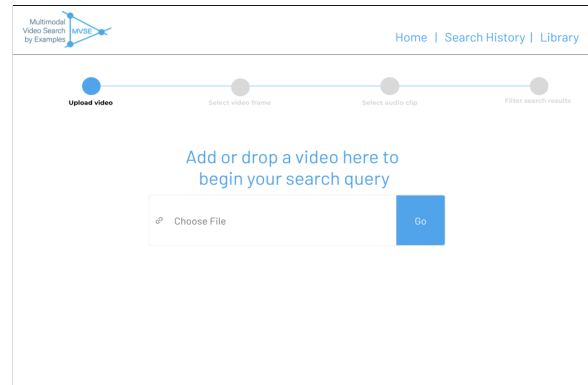 Multimodal
Video Search
by Examples
MVSE
Home | Search History | Library
Upload video
Select video frame
Select audio clip
Filter search results
Add or drop a video here to
begin your search query
Choose File
Go